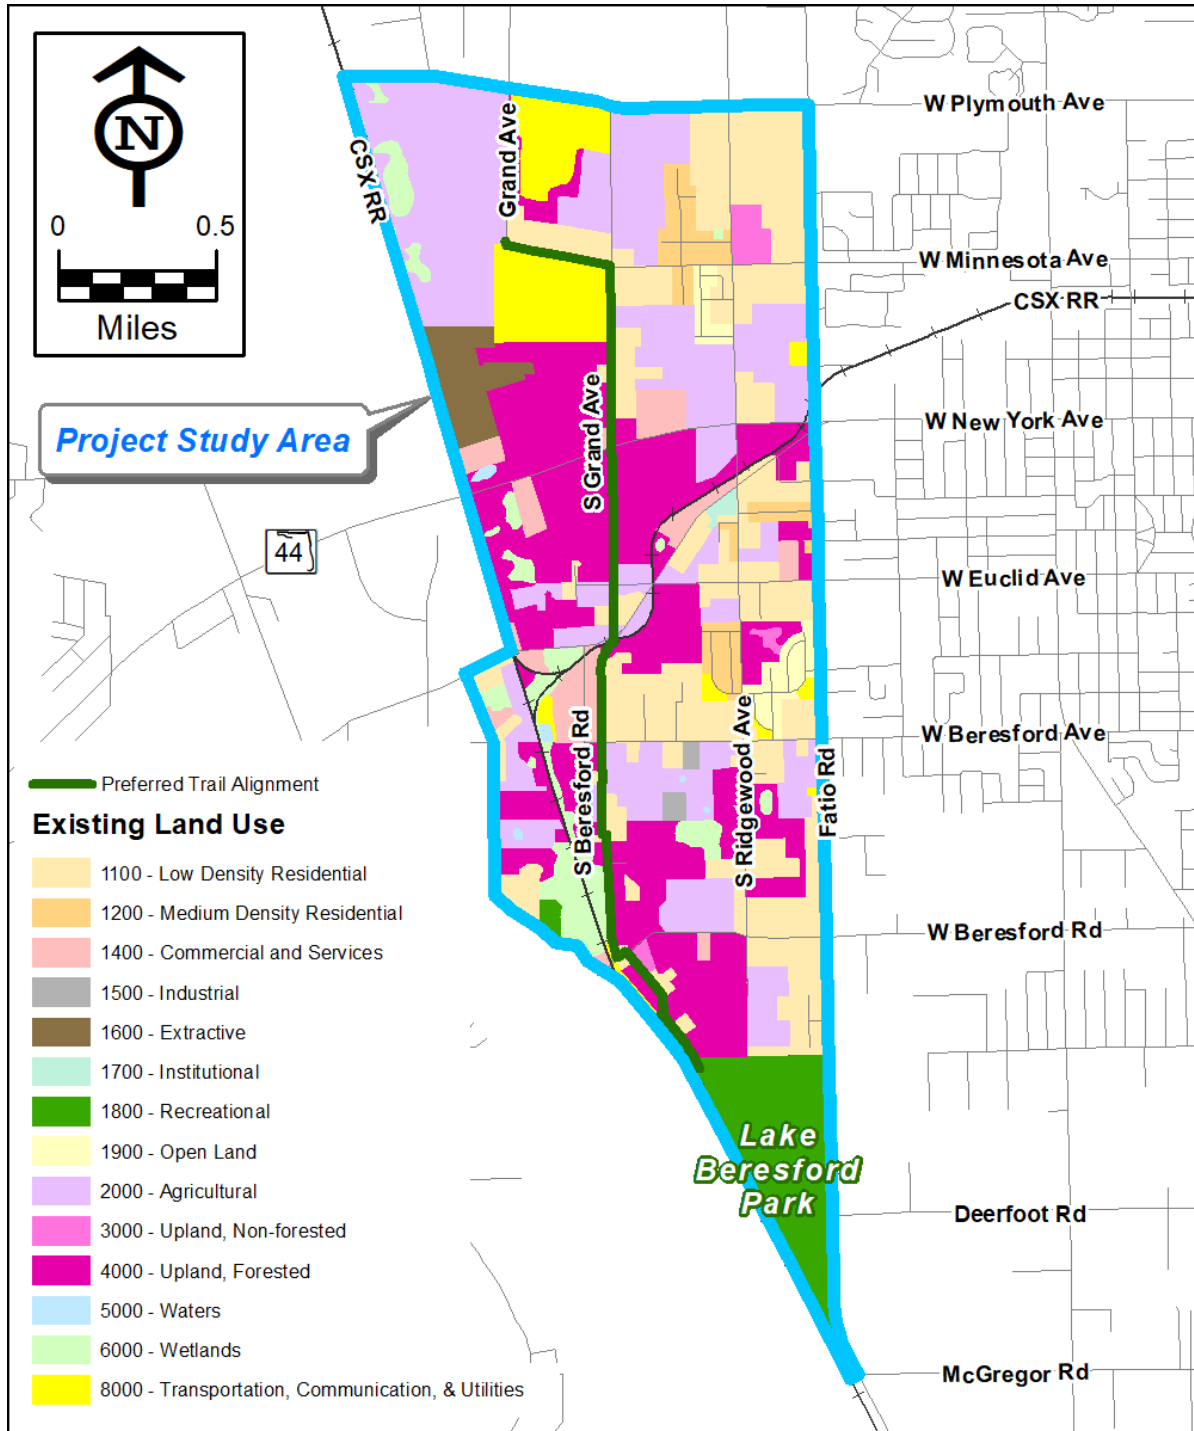 N
0 0.5
Miles
CSX RR
Grand Ave
W Plymouth Ave
W Minnesota Ave
CSX RR
Project Study Area
S Grand Ave
W New York Ave
44
W Euclid Ave
S Beresford Rd
S Ridgewood Ave
Fatio Rd
W Beresford Ave
W Beresford Rd
Lake
Beresford
Park
Deerfoot Rd
McGregor Rd
Preferred Trail Alignment
Existing Land Use
1100 - Low Density Residential
1200 - Medium Density Residential
1400 - Commercial and Services
1500 - Industrial
1600 - Extractive
1700 - Institutional
1800 - Recreational
1900 - Open Land
2000 - Agricultural
3000 - Upland, Non-forested
4000 - Upland, Forested
5000 - Waters
6000 - Wetlands
8000 - Transportation, Communication, & Utilities